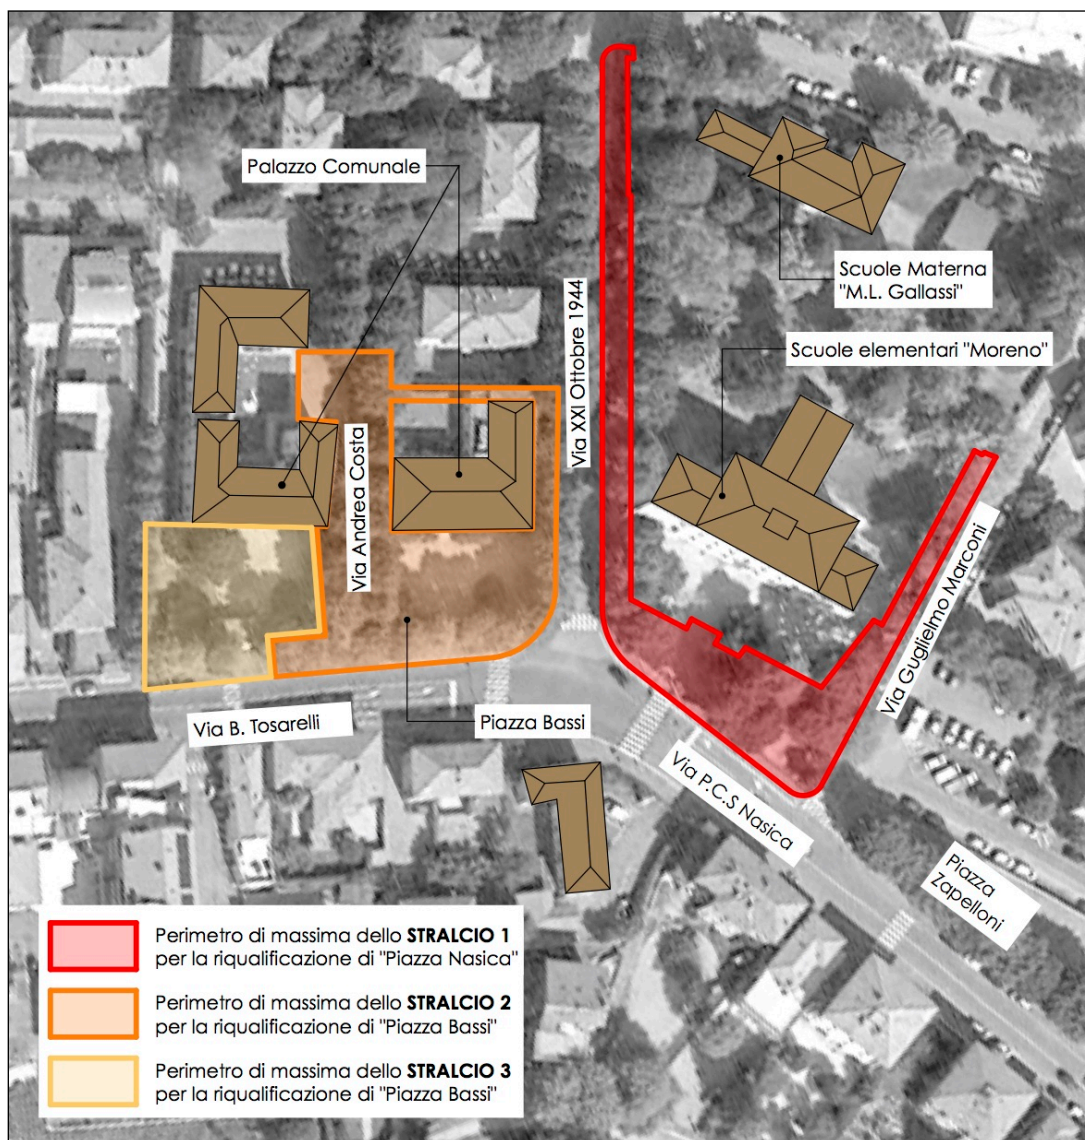 Palazzo Comunale
Scuole Materna
"M.L. Gallassi"
Via XXI Ottobre 1944
Scuole elementari "Moreno"
Via Andrea Costa
Via Guglielmo Marconi
Via B. Tosarelli
Piazza Bassi
Via P.C.S Nasica
Piazza
Zapelloni
Perimetro di massima dello STRALCIO 1
per la riqualificazione di "Piazza Nasica"
Perimetro di massima dello STRALCIO 2
per la riqualificazione di "Piazza Bassi"
Perimetro di massima dello STRALCIO 3
per la riqualificazione di "Piazza Bassi"